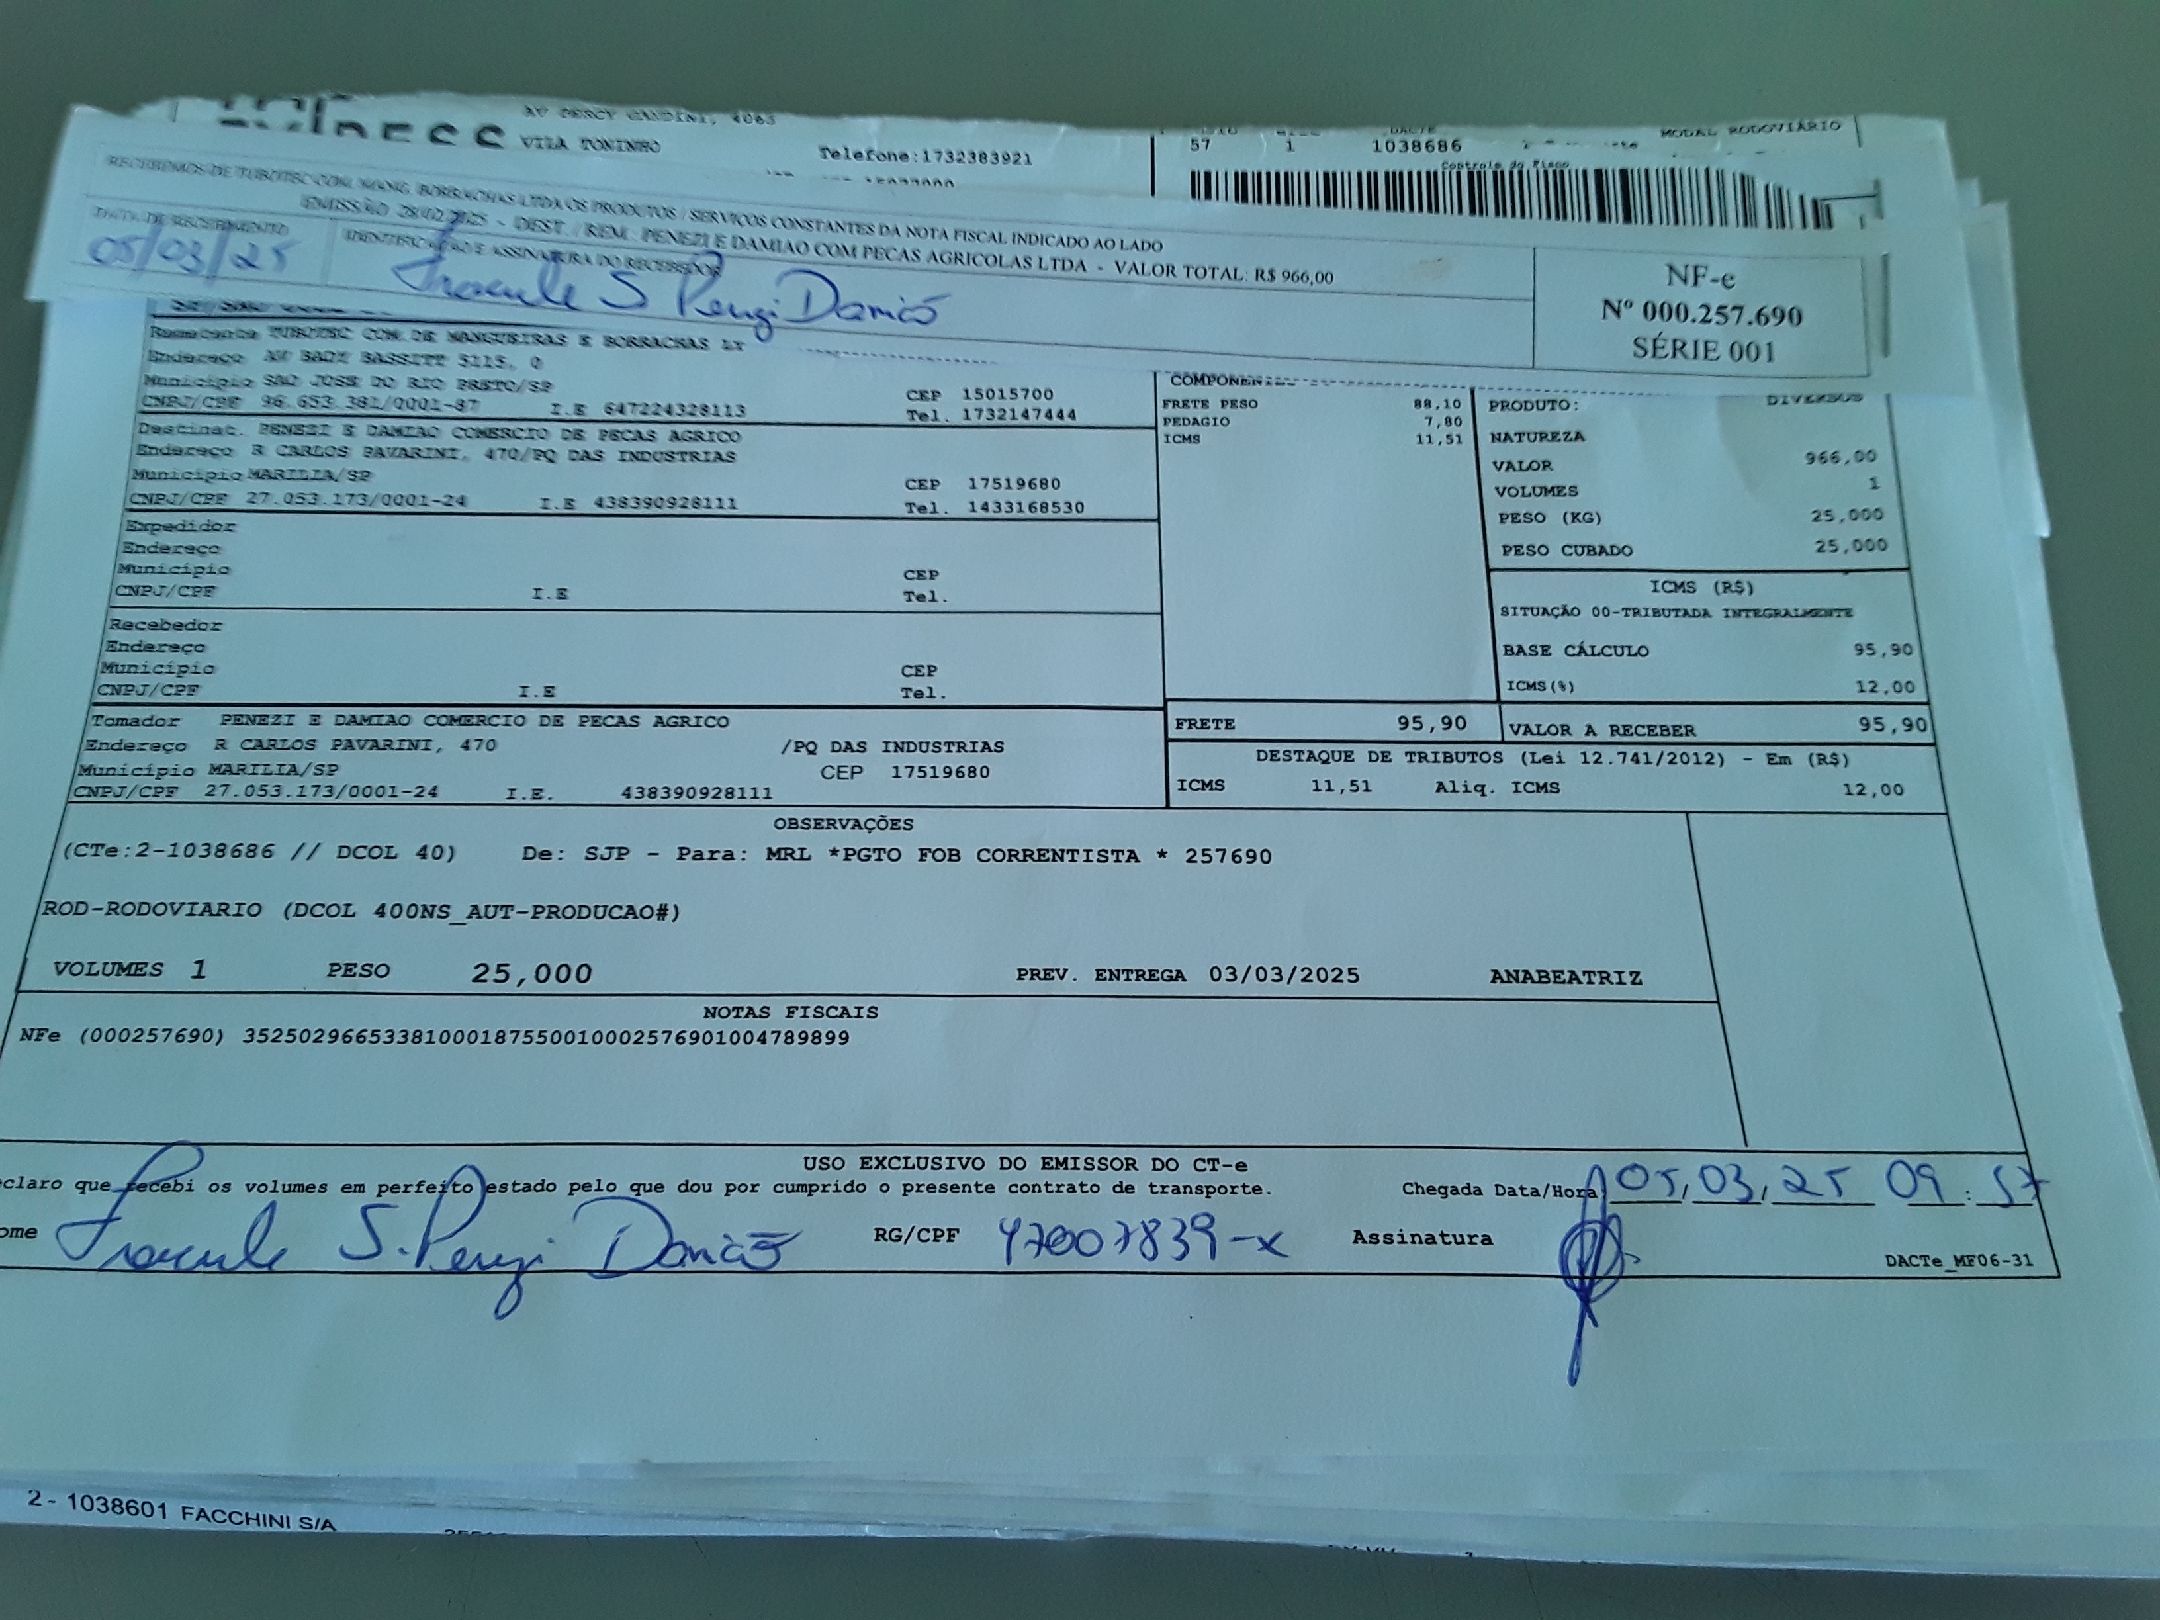 EXPRESS
AV PERCY GANDINI, 4063
VILA TONINHO
Telefone:1732383921
57 1 1038686
MODAL RODOVIÁRIO
Controle do Fisco
RECEBEMOS DE TUBOTEC COM. MANG. BORRACHAS LTDA OS PRODUTOS / SERVIÇOS CONSTANTES DA NOTA FISCAL INDICADO AO LADO
EMISSÃO 28/02/2025 - DEST. / REM.: PENEZI E DAMIAO COM PECAS AGRICOLAS LTDA - VALOR TOTAL: R$ 966,00
DATA DE RECEBIMENTO
05/03/25
IDENTIFICAÇÃO E ASSINATURA DO RECEBEDOR
S Penezi Damião
NF-e
Nº 000.257.690
SÉRIE 001
Remetente TUBOTEC COM DE MANGUEIRAS E BORRACHAS LT
Endereço AV BADY BASSITT 5115, 0
Município SAO JOSE DO RIO PRETO/SP CEP 15015700
CNPJ/CPF 96.653.381/0001-87 I.E 647224328113 Tel. 1732147444
Destinat. PENEZI E DAMIAO COMERCIO DE PECAS AGRICO
Endereço R CARLOS PAVARINI, 470/PQ DAS INDUSTRIAS
Município MARILIA/SP CEP 17519680
CNPJ/CPF 27.053.173/0001-24 I.E 438390928111 Tel. 1433168530
Expedidor
Endereço
Município CEP
CNPJ/CPF I.E Tel.
Recebedor
Endereço
Município CEP
CNPJ/CPF I.E Tel.
Tomador PENEZI E DAMIAO COMERCIO DE PECAS AGRICO
Endereço R CARLOS PAVARINI, 470 /PQ DAS INDUSTRIAS
Município MARILIA/SP CEP 17519680
CNPJ/CPF 27.053.173/0001-24 I.E. 438390928111
FRETE PESO 88,10
PEDAGIO 7,80
ICMS 11,51
PRODUTO: DIVERSOS
NATUREZA
VALOR 966,00
VOLUMES 1
PESO (KG) 25,000
PESO CUBADO 25,000
ICMS (R$)
SITUAÇÃO 00-TRIBUTADA INTEGRALMENTE
BASE CÁLCULO 95,90
ICMS(%) 12,00
FRETE 95,90 VALOR A RECEBER 95,90
DESTAQUE DE TRIBUTOS (Lei 12.741/2012) - Em (R$)
ICMS 11,51 Aliq. ICMS 12,00
OBSERVAÇÕES
(CTe:2-1038686 // DCOL 40) De: SJP - Para: MRL *PGTO FOB CORRENTISTA * 257690
ROD-RODOVIARIO (DCOL 400NS_AUT-PRODUCAO#)
VOLUMES 1 PESO 25,000 PREV. ENTREGA 03/03/2025 ANABEATRIZ
NOTAS FISCAIS
NFe (000257690) 35250296653381000187550010002576901004789899
USO EXCLUSIVO DO EMISSOR DO CT-e
claro que recebi os volumes em perfeito estado pelo que dou por cumprido o presente contrato de transporte. Chegada Data/Hora 05/03/25 09:57
ome S. Penezi Damião RG/CPF 47007839-x Assinatura
DACTe_MF06-31
2 - 1038601 FACCHINI S/A